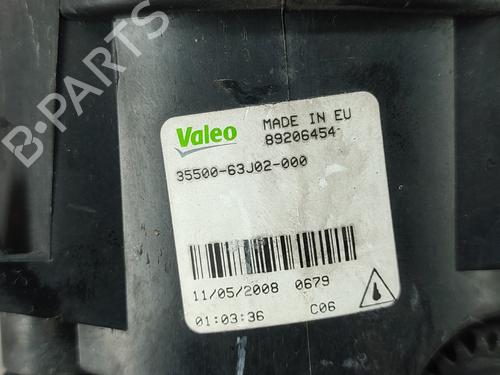 Valeo MADE IN EU
89206454
35500-63J02-000
11/05/2008 0679
01:03:36 C06
B-PARTS